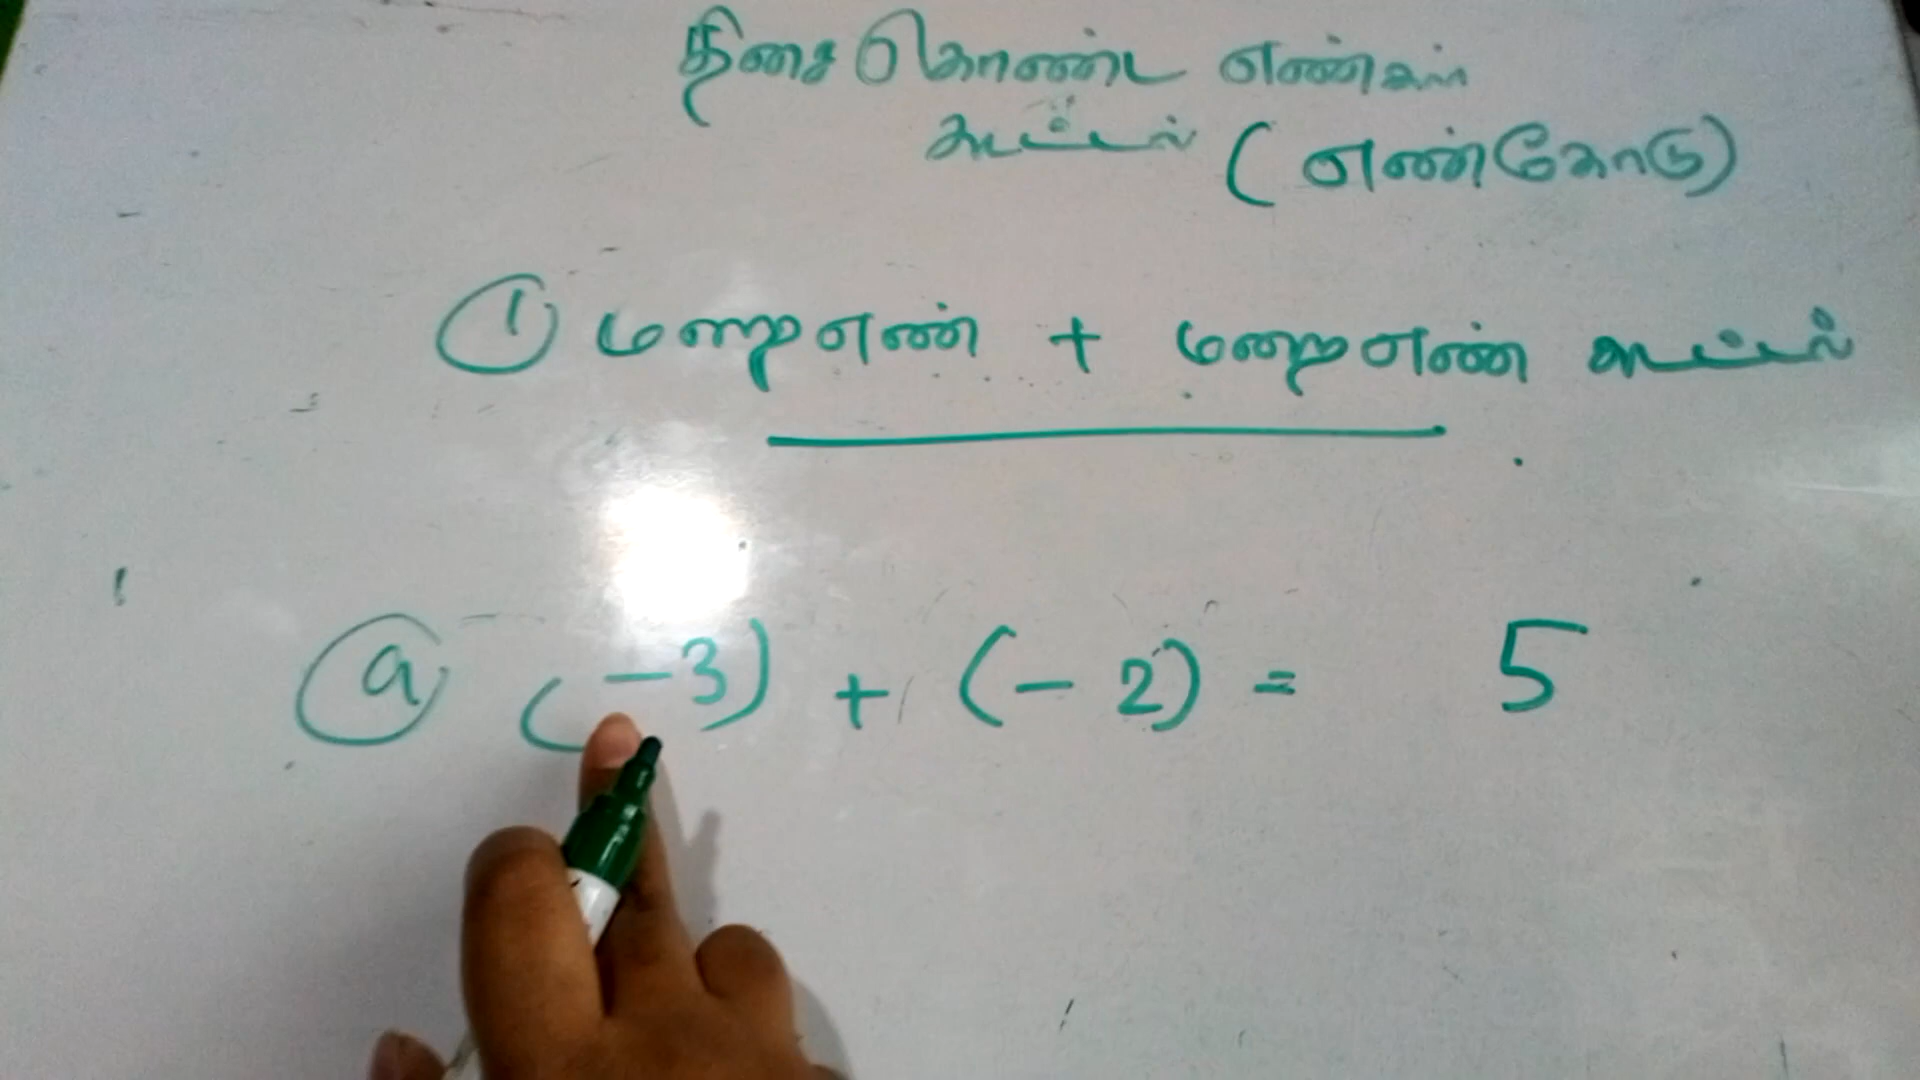 திசை கொண்ட எண்கள்
கூட்டல் (எண்கோடு)
① மறைஎண் + மறைஎண் கூட்டல்
ⓐ (-3) + (-2) = 5